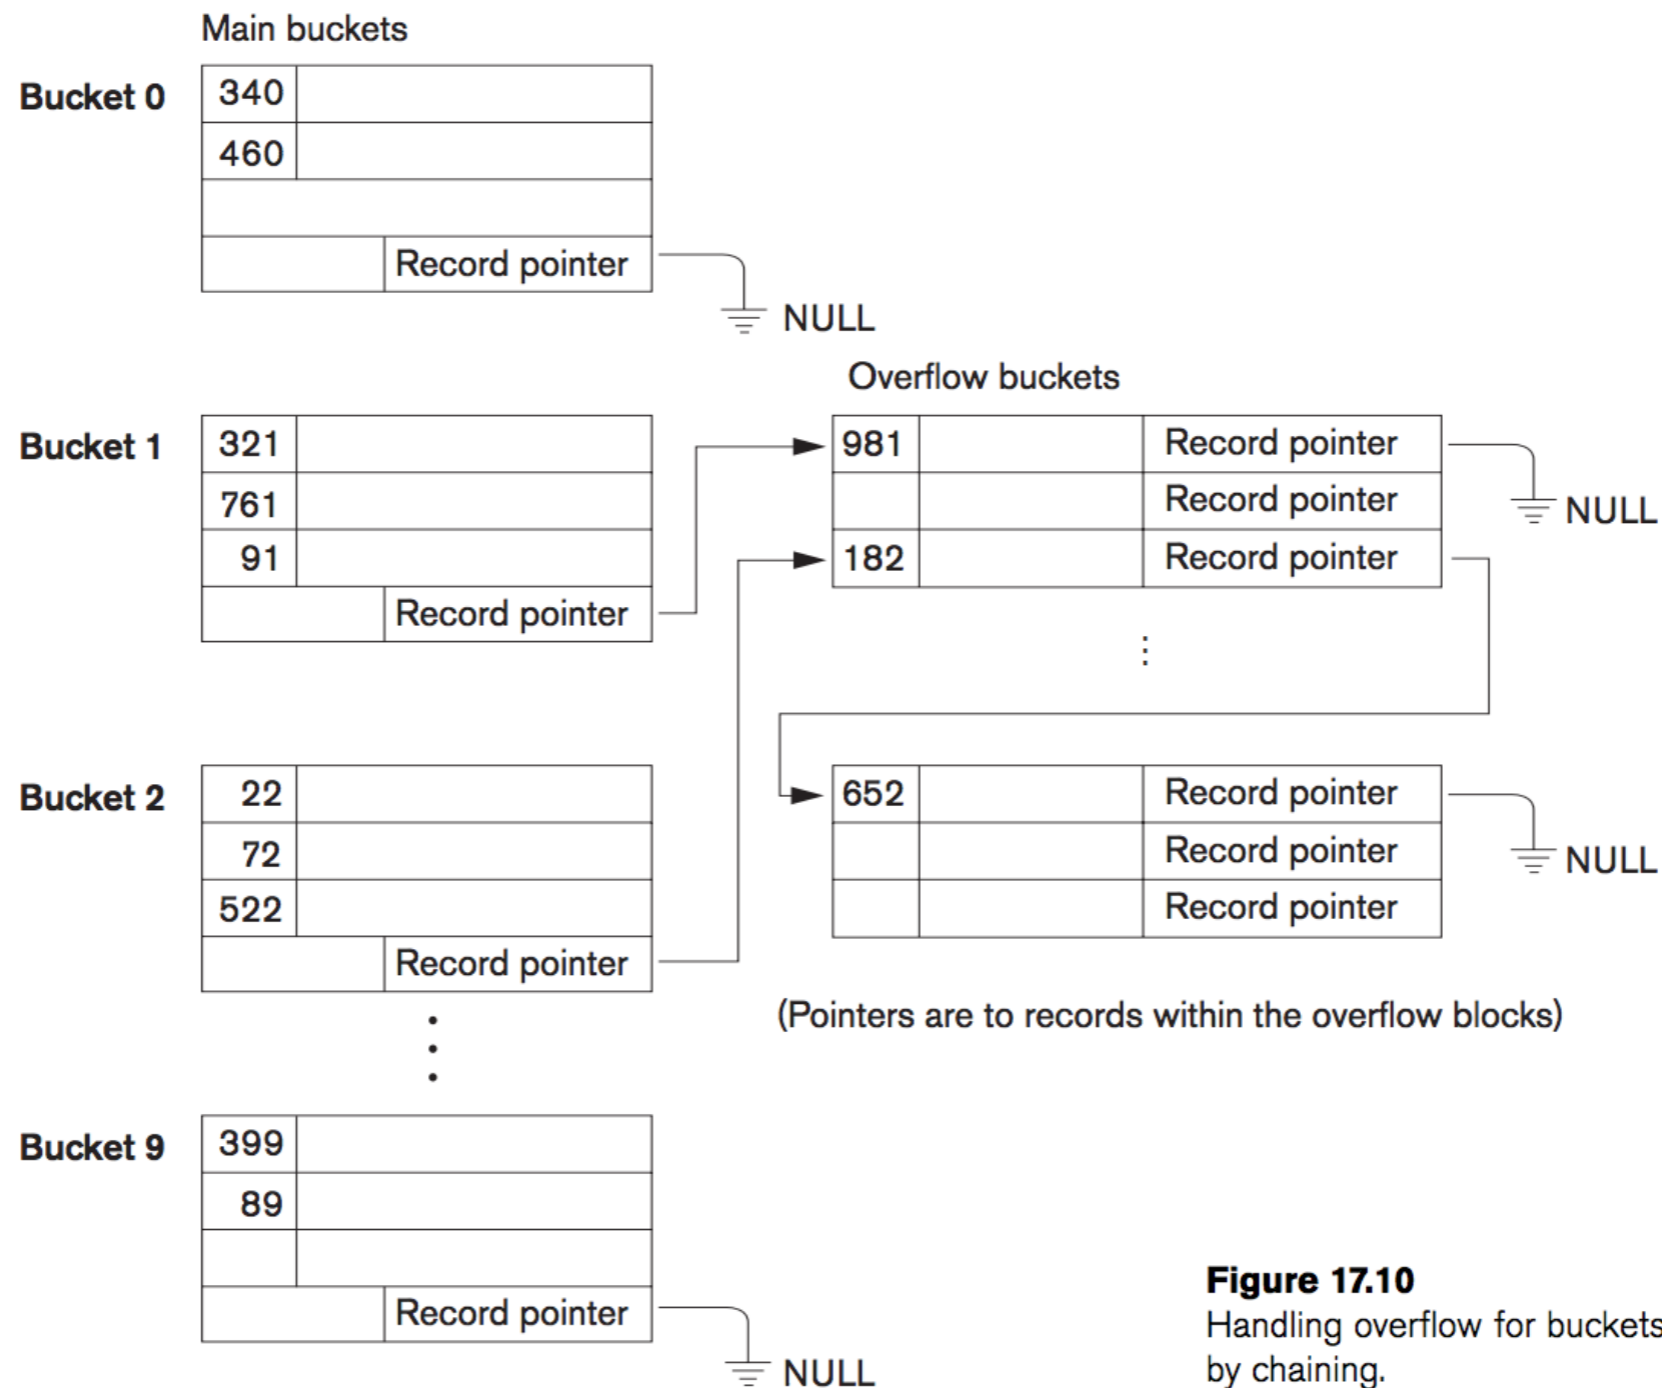 Main buckets
Bucket 0
340
460
Record pointer
NULL
Overflow buckets
Bucket 1
321
761
91
Record pointer
981
Record pointer
NULL
Record pointer
182
Record pointer
Bucket 2
22
72
522
Record pointer
652
Record pointer
NULL
Record pointer
Record pointer
(Pointers are to records within the overflow blocks)
Bucket 9
399
89
Record pointer
NULL
Figure 17.10
Handling overflow for buckets
by chaining.